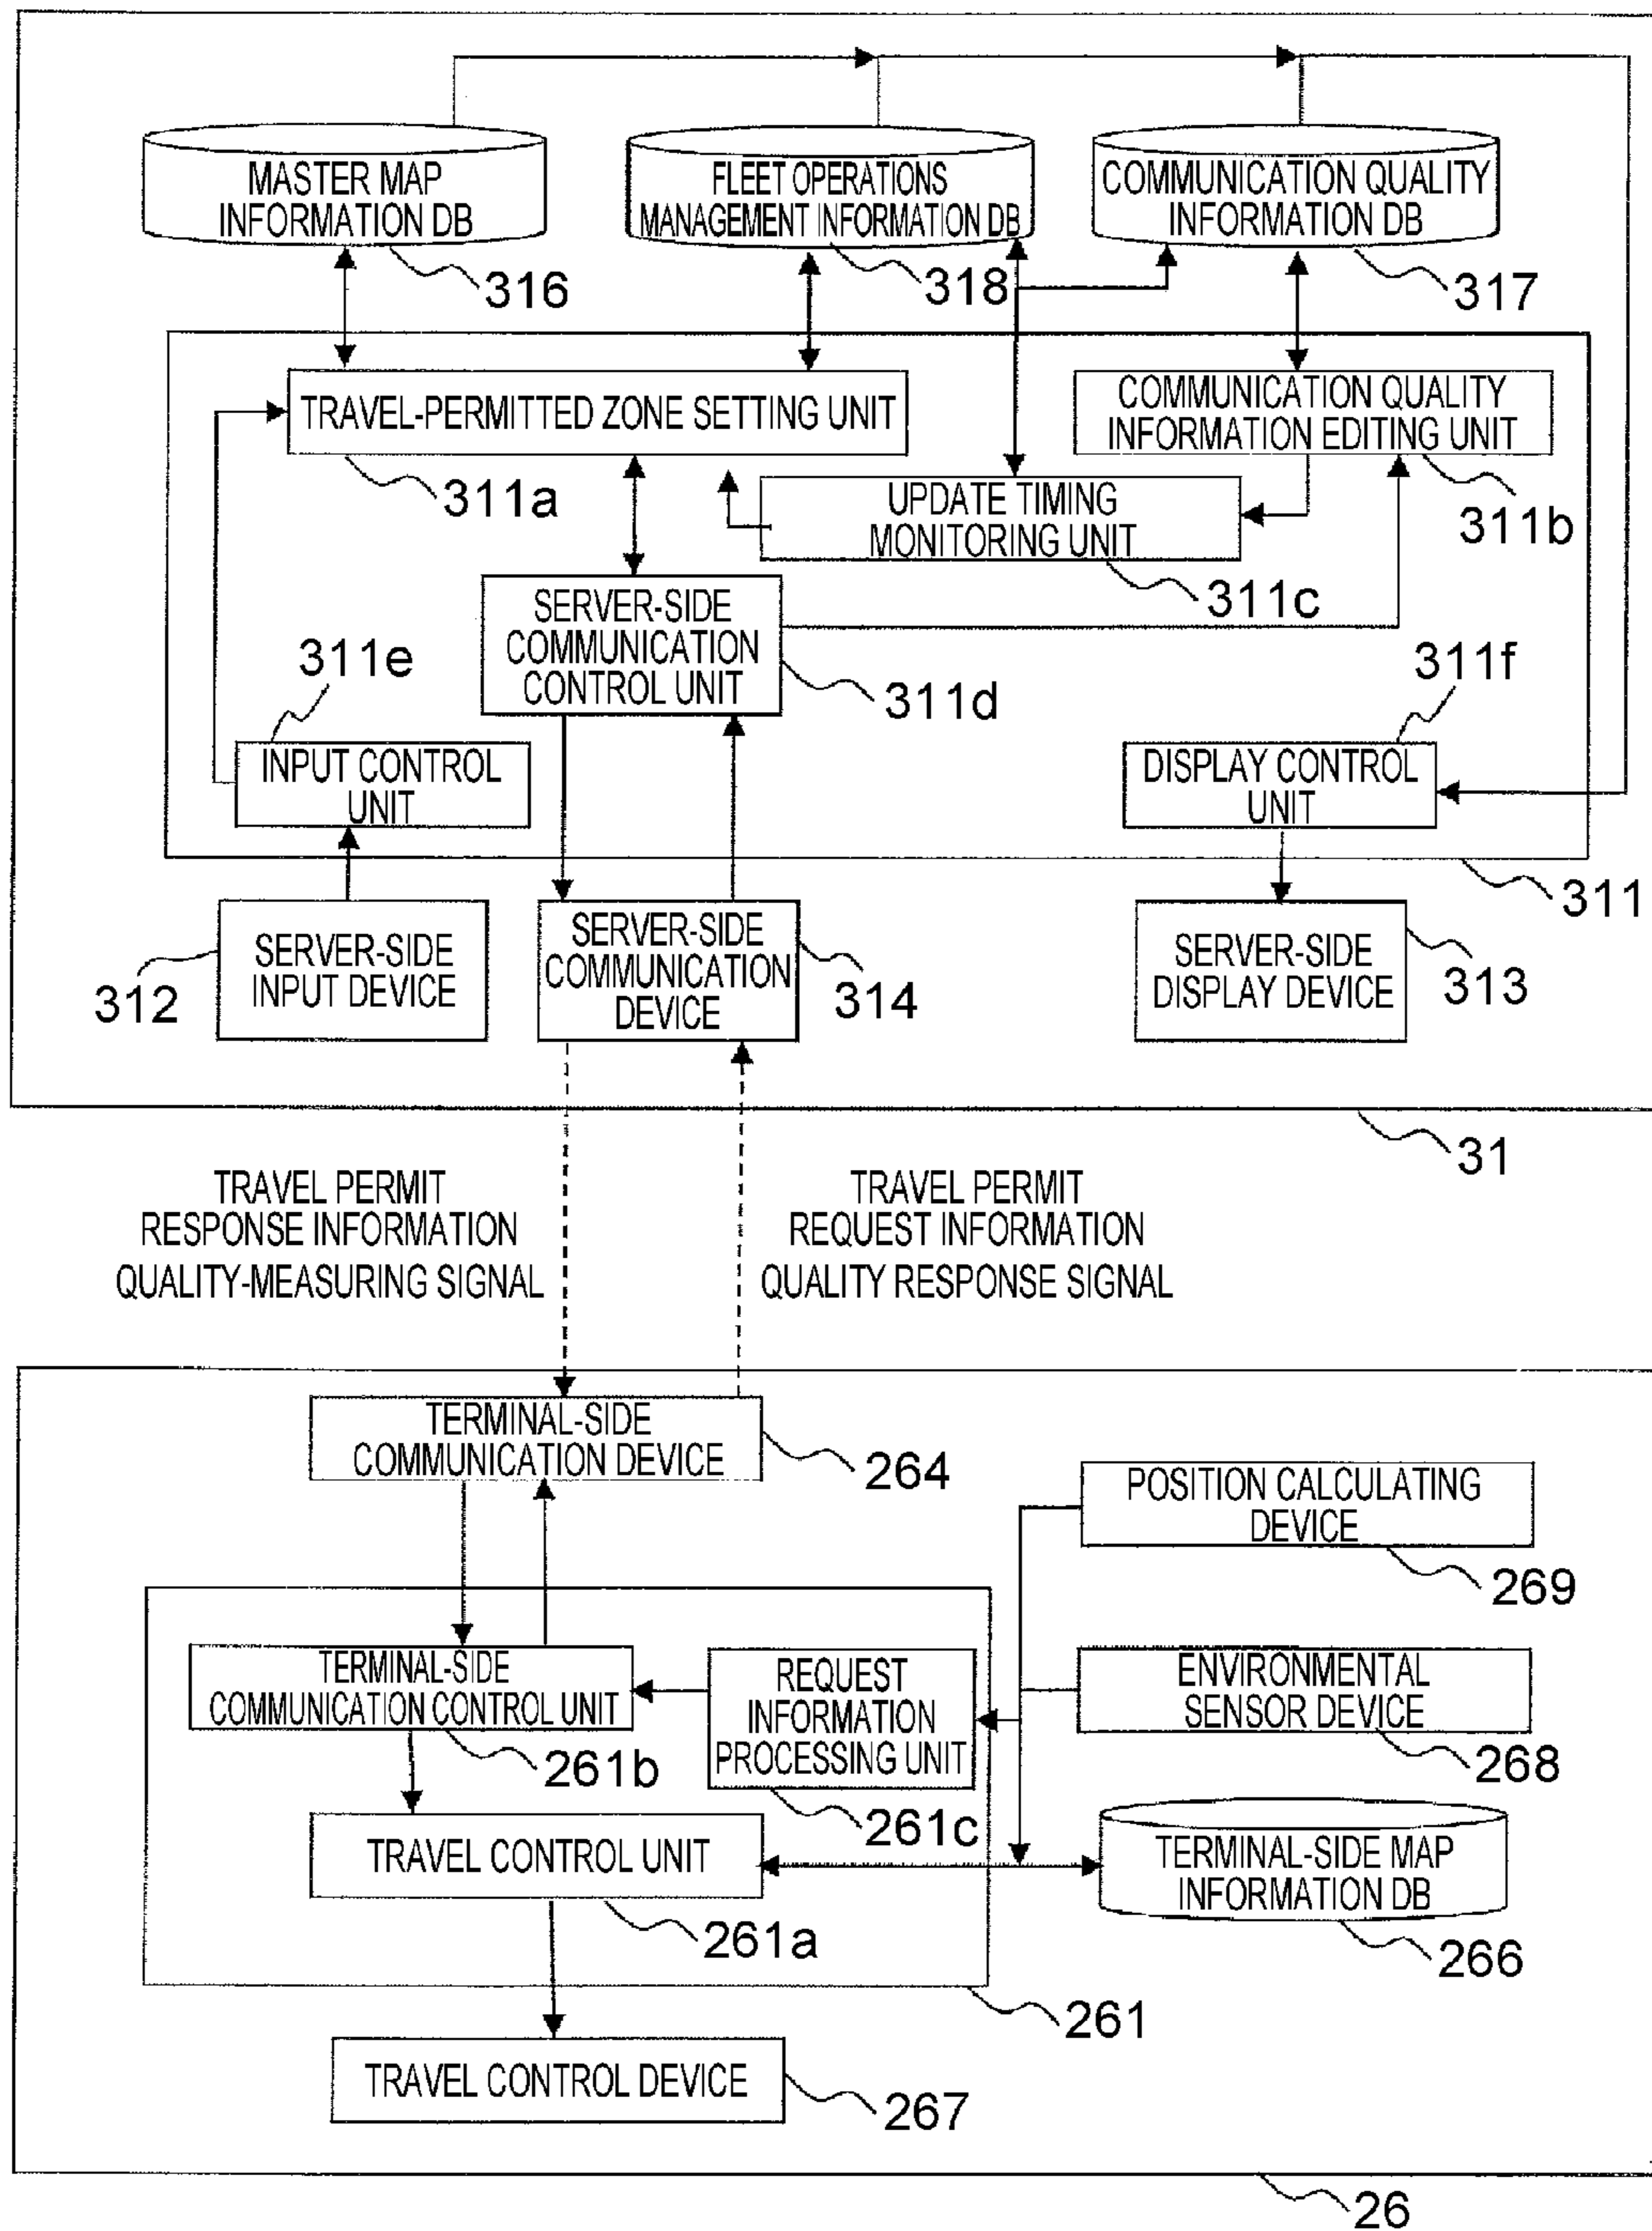 MASTER MAP
INFORMATION DB
316
FLEET OPERATIONS
MANAGEMENT INFORMATION DB
318
COMMUNICATION QUALITY
INFORMATION DB
317
TRAVEL-PERMITTED ZONE SETTING UNIT
311a
COMMUNICATION QUALITY
INFORMATION EDITING UNIT
311b
UPDATE TIMING
MONITORING UNIT
311c
SERVER-SIDE
COMMUNICATION
CONTROL UNIT
311d
311e
INPUT CONTROL
UNIT
311f
DISPLAY CONTROL
UNIT
311
SERVER-SIDE
INPUT DEVICE
312
SERVER-SIDE
COMMUNICATION
DEVICE
314
SERVER-SIDE
DISPLAY DEVICE
313
31
TRAVEL PERMIT
RESPONSE INFORMATION
QUALITY-MEASURING SIGNAL
TRAVEL PERMIT
REQUEST INFORMATION
QUALITY RESPONSE SIGNAL
TERMINAL-SIDE
COMMUNICATION DEVICE
264
POSITION CALCULATING
DEVICE
269
TERMINAL-SIDE
COMMUNICATION CONTROL UNIT
261b
REQUEST
INFORMATION
PROCESSING UNIT
261c
ENVIRONMENTAL
SENSOR DEVICE
268
TRAVEL CONTROL UNIT
261a
TERMINAL-SIDE MAP
INFORMATION DB
266
261
TRAVEL CONTROL DEVICE
267
26